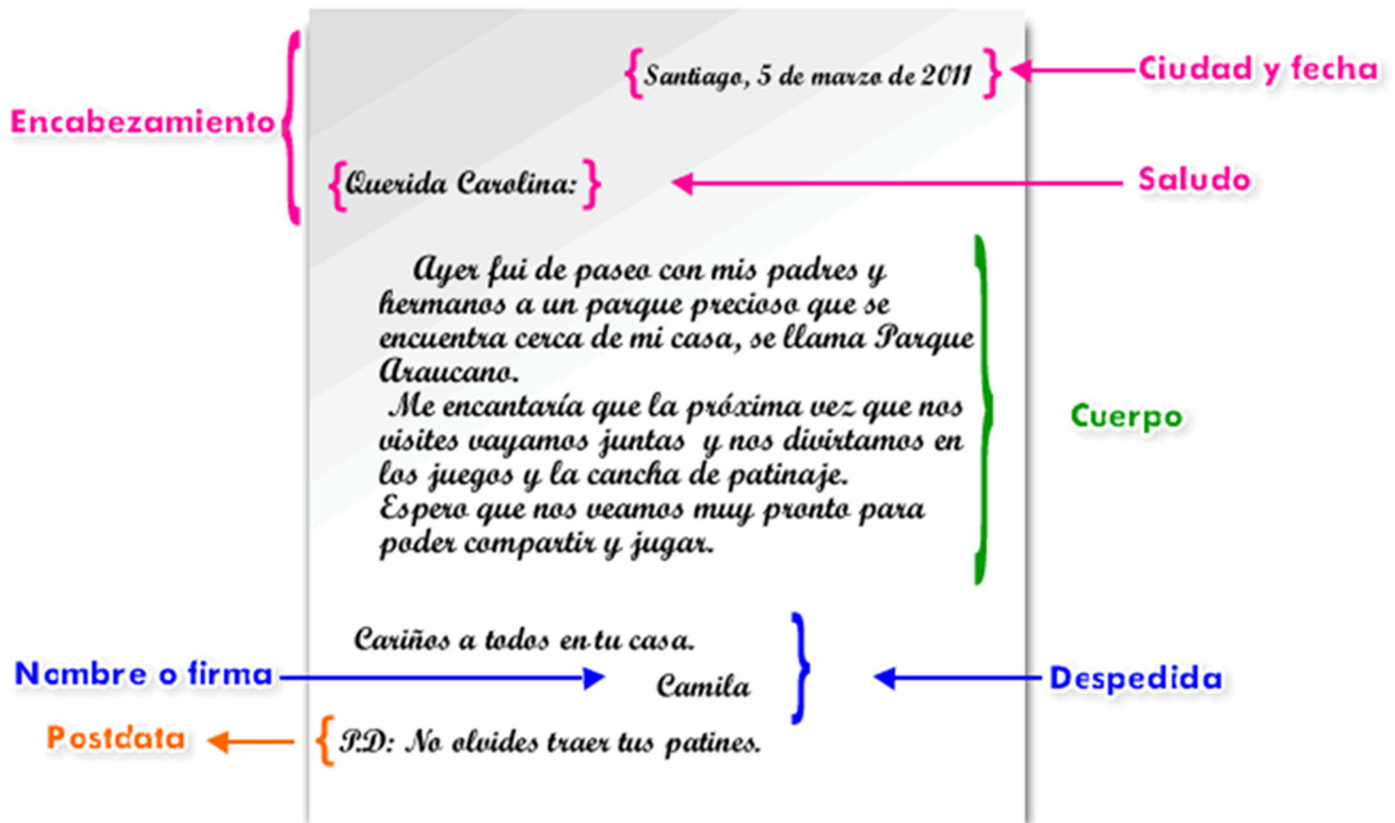 Santiago, 5 de marzo de 2011
Ciudad y fecha
Encabezamiento
Querida Carolina:
Saludo
Ayer fui de paseo con mis padres y
hermanos a un parque precioso que se
encuentra cerca de mi casa, se llama Parque
Araucano.
Me encantaría que la próxima vez que nos
visites vayamos juntas y nos divirtamos en
los juegos y la cancha de patinaje.
Espero que nos veamos muy pronto para
poder compartir y jugar.
Cuerpo
Cariños a todos en tu casa.
Nombre o firma
Camila
Despedida
Postdata
P.D: No olvides traer tus patines.